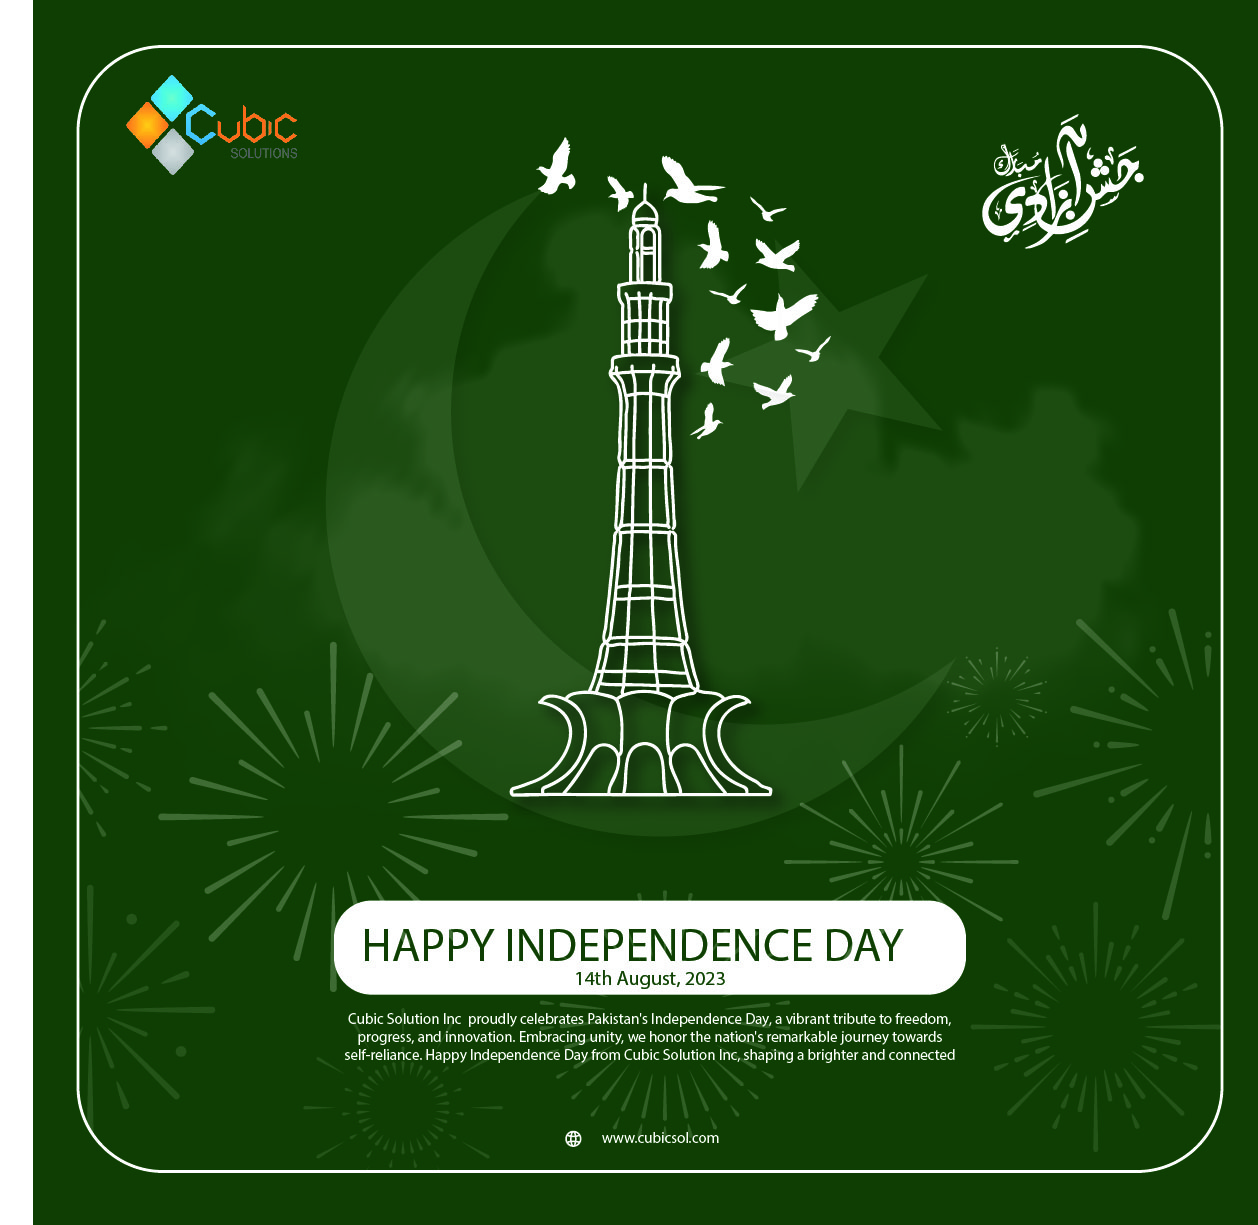 Cubic
SOLUTIONS
جشن آزادی
مبارک
HAPPY INDEPENDENCE DAY
14th August, 2023
Cubic Solution Inc  proudly celebrates Pakistan's Independence Day, a vibrant tribute to freedom,
progress, and innovation. Embracing unity, we honor the nation's remarkable journey towards
self-reliance. Happy Independence Day from Cubic Solution Inc, shaping a brighter and connected
www.cubicsol.com